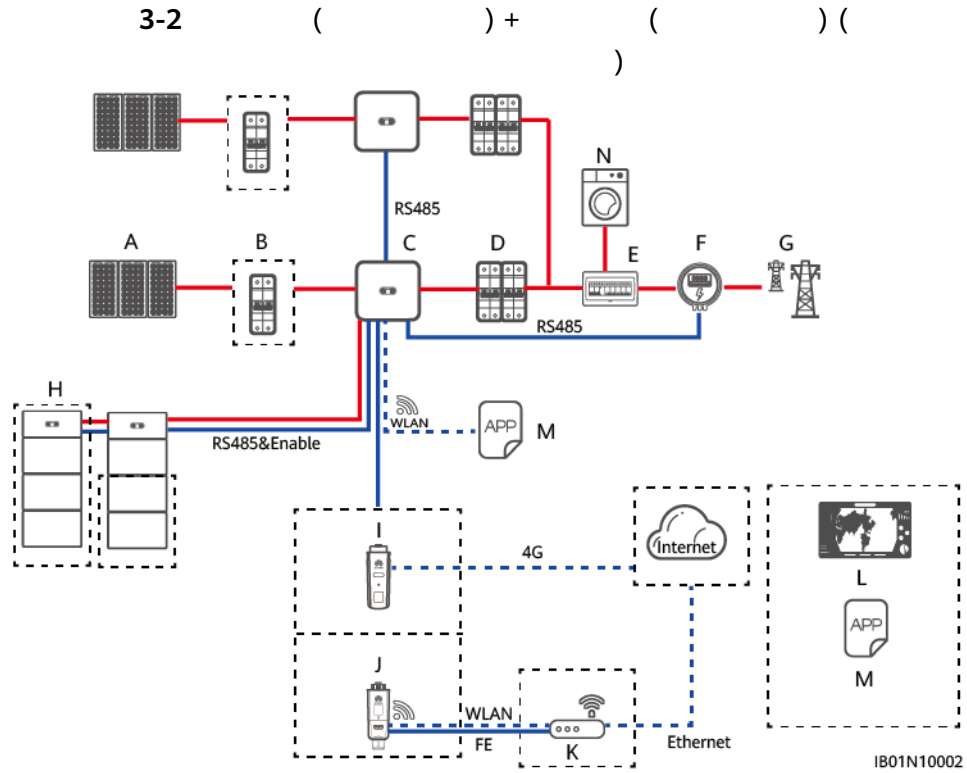 3-2 ( ) + ( ) (
)
N
RS485
A B C D E F G
RS485
H
WLAN
APP M
RS485&Enable
I
Internet
4G
L
APP
J
M
WLAN
FE
K
Ethernet
IB01N10002